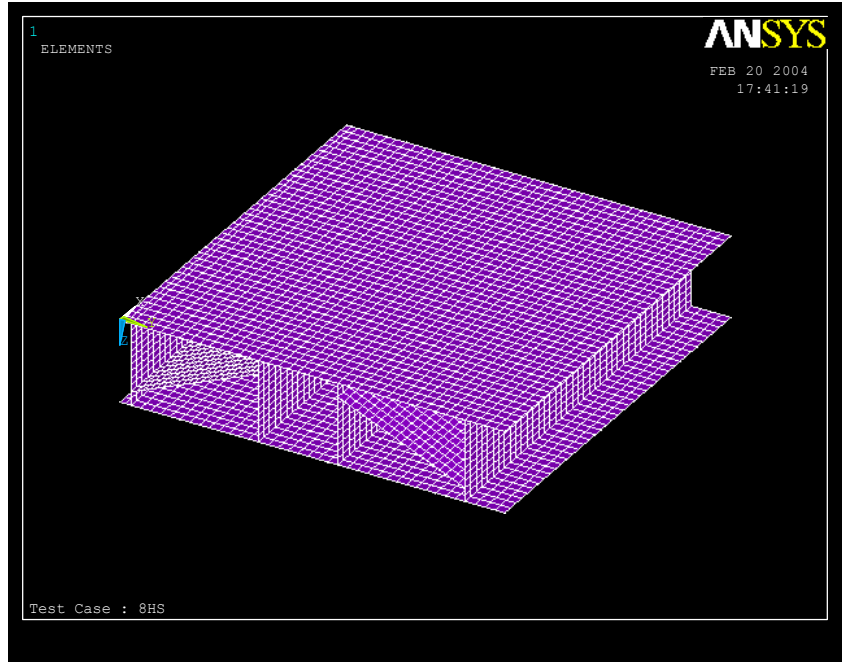 1
ELEMENTS
ANSYS
FEB 20 2004
17:41:19
Z
Test Case : 8HS